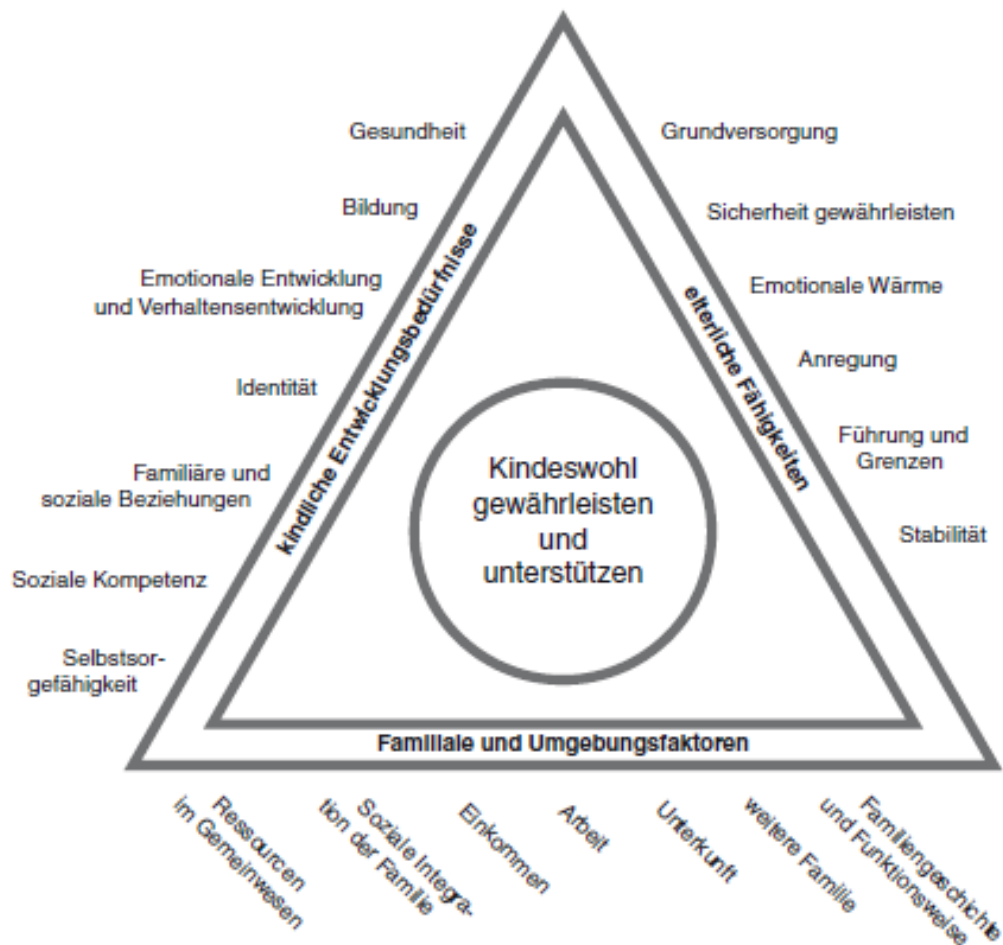 Gesundheit
Bildung
Emotionale Entwicklung
und Verhaltensentwicklung
Identität
Familiäre und
soziale Beziehungen
Soziale Kompetenz
Selbstsor-
gefähigkeit
kindliche Entwicklungsbedürfnisse
Kindeswohl
gewährleisten
und
unterstützen
elterliche Fähigkeiten
Grundversorgung
Sicherheit gewährleisten
Emotionale Wärme
Anregung
Führung und
Grenzen
Stabilität
Familiale und Umgebungsfaktoren
Ressourcen
im Gemeinwesen
Soziale Integra-
tion der Familie
Einkommen
Arbeit
Unterkunft
weitere Familie
Familiengeschichte
und Funktionsweise